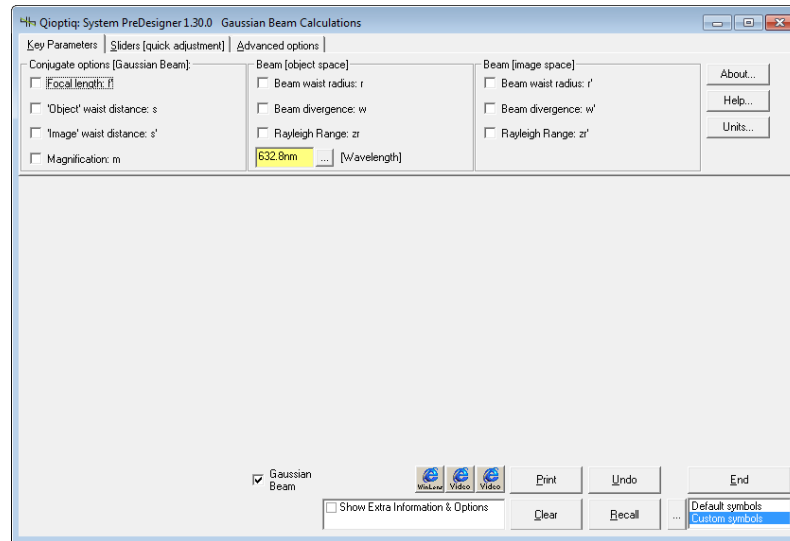 Qioptiq: System PreDesigner 1.30.0 Gaussian Beam Calculations
Key Parameters Sliders [quick adjustment] Advanced options
Conjugate options [Gaussian Beam]: Beam [object space] Beam [image space]
Focal length: f' Beam waist radius: r Beam waist radius: r' About...
'Object' waist distance: s Beam divergence: w Beam divergence: w' Help...
'Image' waist distance: s' Rayleigh Range: zr Rayleigh Range: zr' Units...
Magnification: m 632.8nm ... [Wavelength]
Gaussian
Beam
WinLens Video Video Print Undo End
Show Extra Information & Options Clear Recall ... Default symbols
Custom symbols